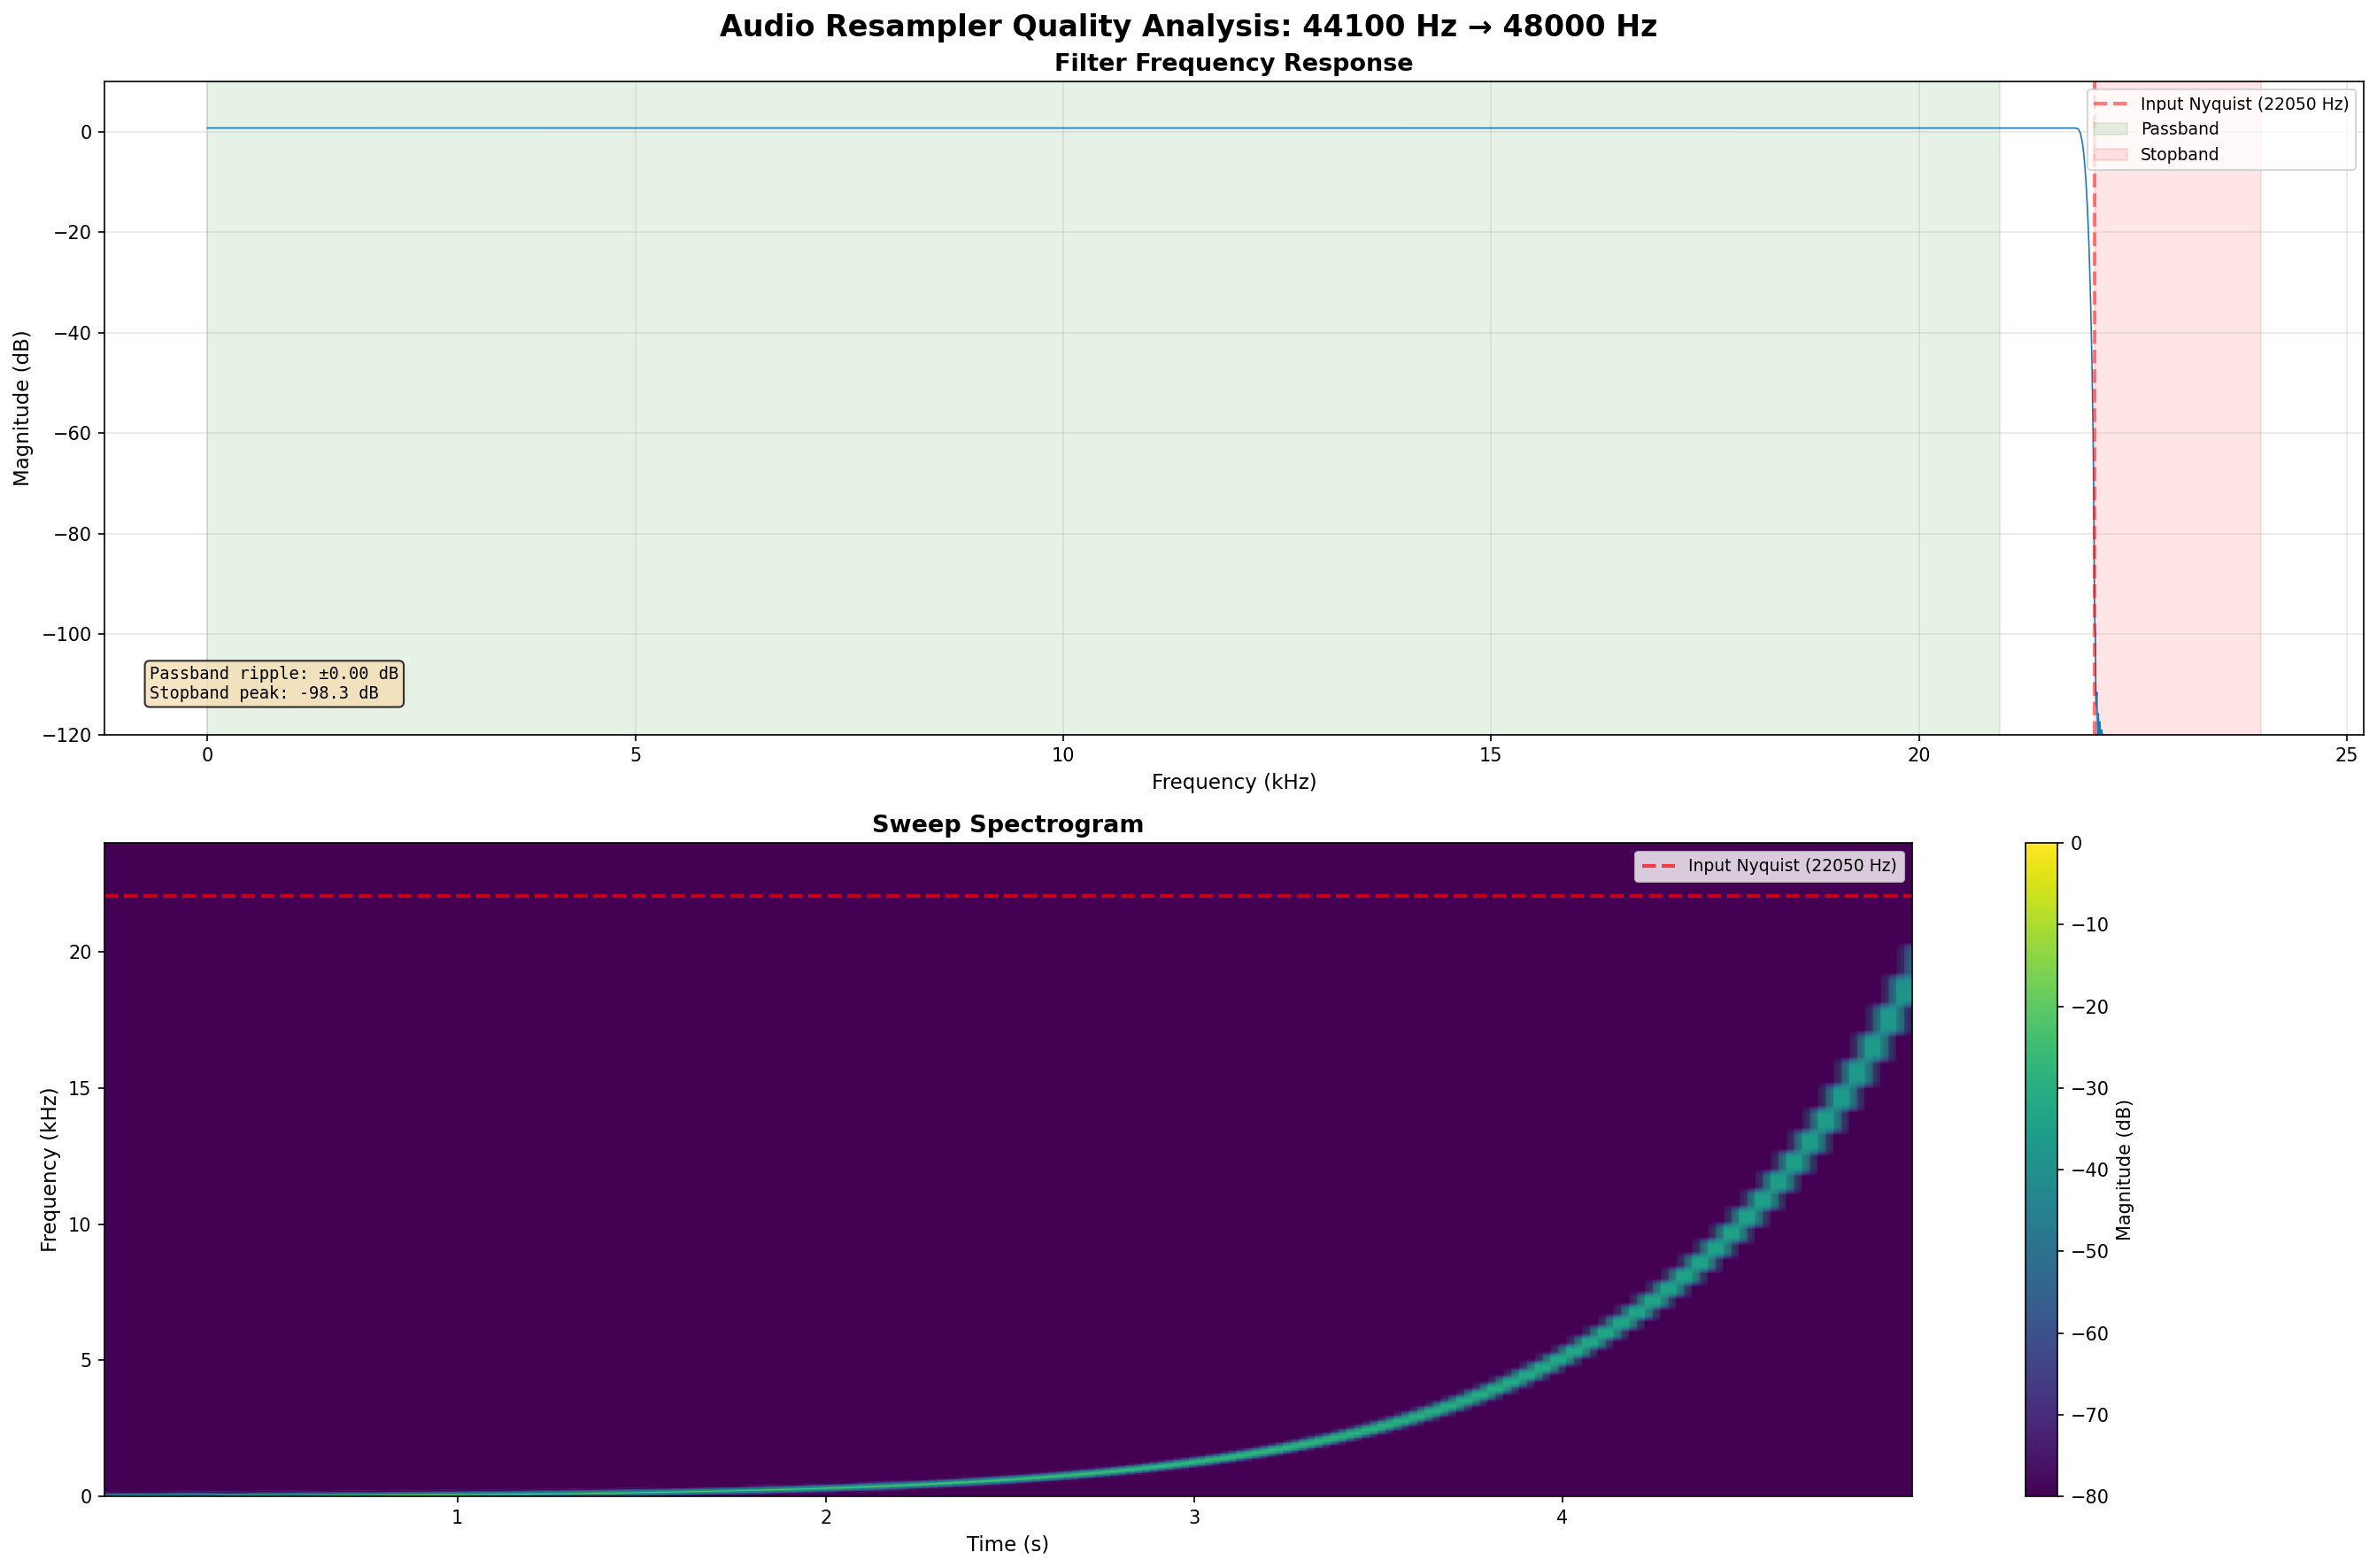 Audio Resampler Quality Analysis: 44100 Hz → 48000 Hz
Filter Frequency Response
Input Nyquist (22050 Hz)
Passband
Stopband
0
−20
−40
−60
−80
−100
−120
Magnitude (dB)
Passband ripple: ±0.00 dB
Stopband peak: -98.3 dB
0 5 10 15 20 25
Frequency (kHz)
Sweep Spectrogram
Input Nyquist (22050 Hz)
20
15
10
5
0
Frequency (kHz)
1 2 3 4
Time (s)
0
−10
−20
−30
−40
−50
−60
−70
−80
Magnitude (dB)